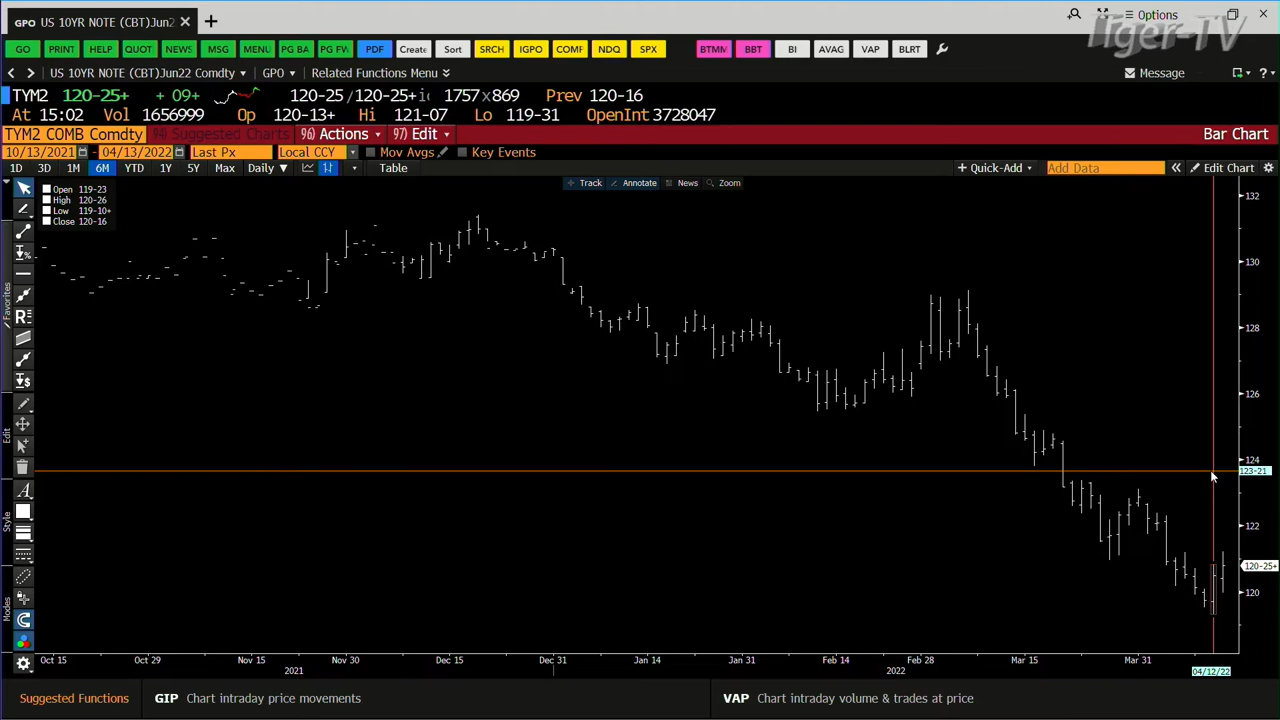 GPO US 10YR NOTE (CBT)Jun2
Options
Tiger-TV
GO PRINT HELP QUOT NEWS MSG MENU PG BA PG FW PDF Create Sort SRCH IGPO COMF NDQ SPX BTMM BBT BI AVAG VAP BLRT
US 10YR NOTE (CBT)Jun22 Comdty GPO Related Functions Menu Message
TYM2 120-25+ + 09+ 120-25 /120-25+ 1757 x869 Prev 120-16
At 15:02 Vol 1656999 Op 120-13+ Hi 121-07 Lo 119-31 OpenInt 3728047
TYM2 COMB Comdty 94) Suggested Charts 96) Actions 97) Edit Bar Chart
10/13/2021 - 04/13/2022 Last Px Local CCY Mov Avgs Key Events
1D 3D 1M 6M YTD 1Y 5Y Max Daily Table + Quick-Add Add Data « Edit Chart
Track Annotate News Zoom
Open 119-23
High 120-26
Low 119-10+
Close 120-16
Favorites
Edit
Style
Modes
132
130
128
126
124
123-21
122
120-25+
120
Oct 15 Oct 29 Nov 15 Nov 30 Dec 15 Dec 31 Jan 14 Jan 31 Feb 14 Feb 28 Mar 15 Mar 31 04/12/22
2021 2022
Suggested Functions GIP Chart intraday price movements VAP Chart intraday volume & trades at price